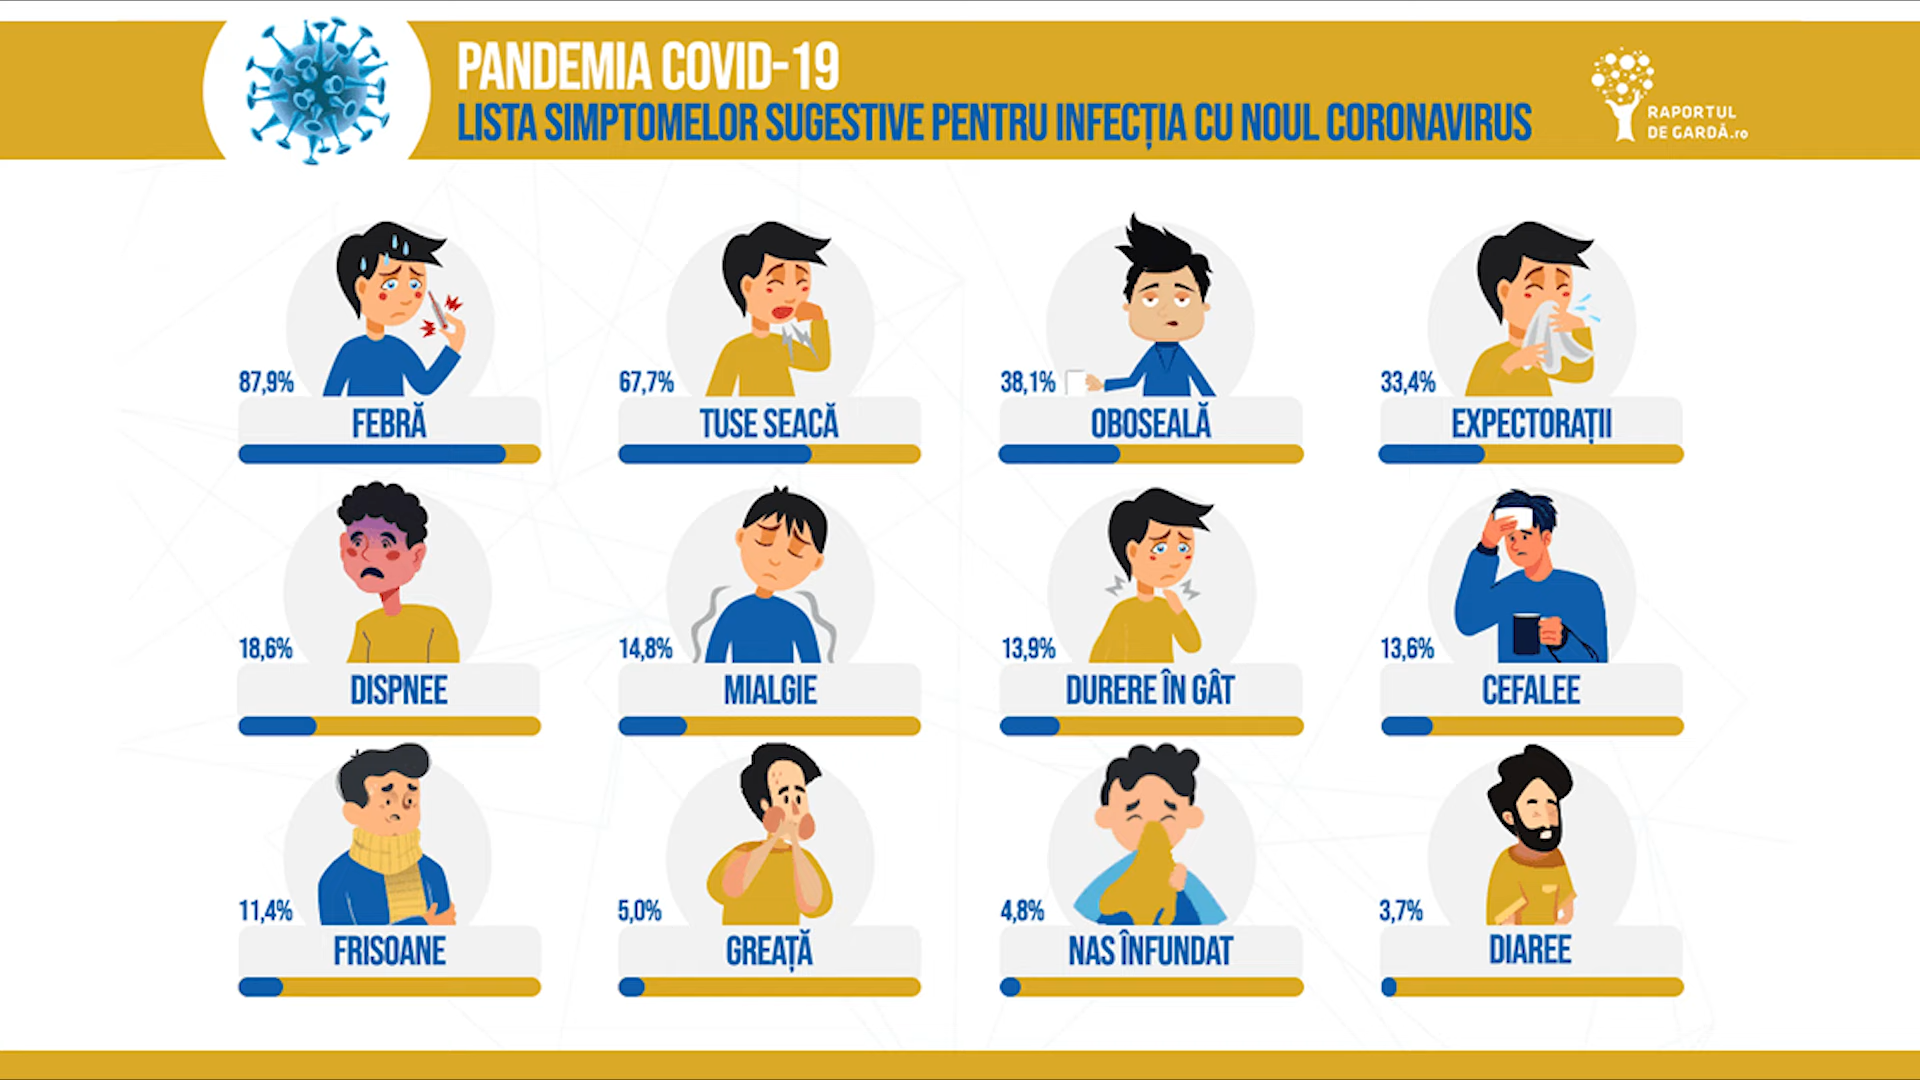 PANDEMIA COVID-19
LISTA SIMPTOMELOR SUGESTIVE PENTRU INFECȚIA CU NOUL CORONAVIRUS
RAPORTUL
DE GARDĂ.ro
87,9%
FEBRĂ
67,7%
TUSE SEACĂ
38,1%
OBOSEALĂ
33,4%
EXPECTORAȚII
18,6%
DISPNEE
14,8%
MIALGIE
13,9%
DURERE ÎN GÂT
13,6%
CEFALEE
11,4%
FRISOANE
5,0%
GREAȚĂ
4,8%
NAS ÎNFUNDAT
3,7%
DIAREE